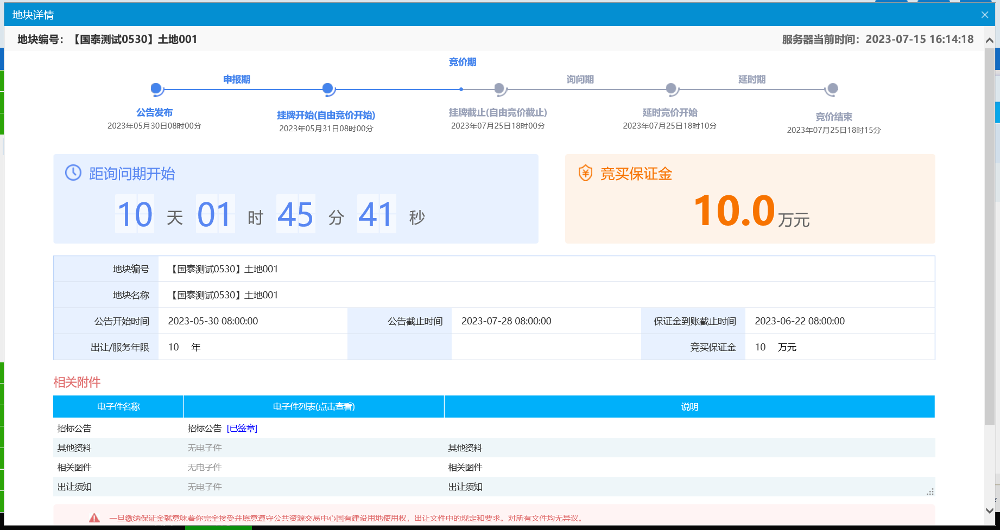 地块详情
地块编号：【国泰测试0530】土地001
服务器当前时间：2023-07-15 16:14:18
竞价期
申报期 询问期 延时期
公告发布 挂牌开始(自由竞价开始) 挂牌截止(自由竞价截止) 延时竞价开始 竞价结束
2023年05月30日08时00分 2023年05月31日08时00分 2023年07月25日18时00分 2023年07月25日18时10分 2023年07月25日18时15分
距询问期开始
10 天 01 时 45 分 41 秒
竞买保证金
10.0万元
地块编号 【国泰测试0530】土地001
地块名称 【国泰测试0530】土地001
公告开始时间 2023-05-30 08:00:00 公告截止时间 2023-07-28 08:00:00 保证金到账截止时间 2023-06-22 08:00:00
出让/服务年限 10 年 竞买保证金 10 万元
相关附件
电子件名称 电子件列表(点击查看) 说明
招标公告 招标公告 [已签章]
其他资料 无电子件 其他资料
相关图件 无电子件 相关图件
出让须知 无电子件 出让须知
一旦缴纳保证金就意味着你完全接受并愿意遵守公共资源交易中心国有建设用地使用权，出让文件中的规定和要求。对所有文件均无异议。